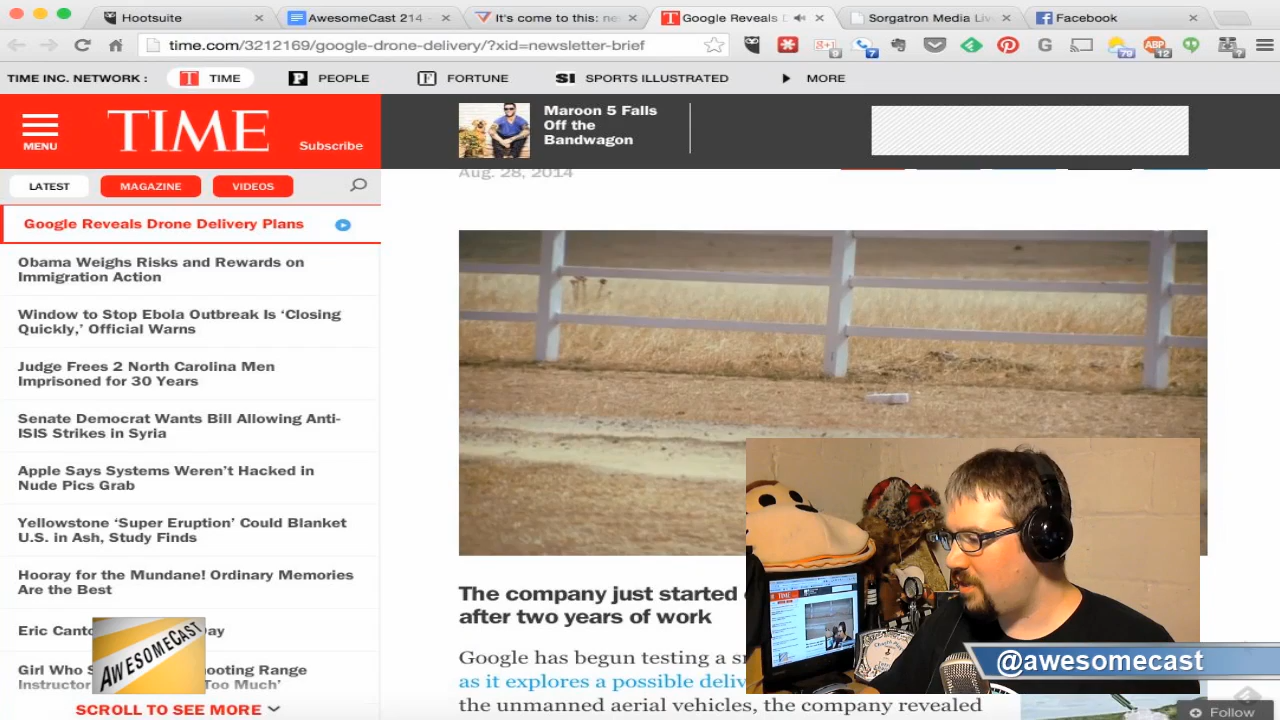 Hootsuite
AwesomeCast 214 -
It's come to this: ne
Google Reveals D
Sorgatron Media Liv
Facebook
time.com/3212169/google-drone-delivery/?xid=newsletter-brief
9
7
G
79
ABP
12
?
TIME INC. NETWORK :
T TIME
P PEOPLE
F FORTUNE
SI SPORTS ILLUSTRATED
MORE
MENU
TIME
Subscribe
Maroon 5 Falls
Off the
Bandwagon
LATEST
MAGAZINE
VIDEOS
Aug. 28, 2014
Google Reveals Drone Delivery Plans
Obama Weighs Risks and Rewards on
Immigration Action
Window to Stop Ebola Outbreak Is ‘Closing
Quickly,’ Official Warns
Judge Frees 2 North Carolina Men
Imprisoned for 30 Years
Senate Democrat Wants Bill Allowing Anti-
ISIS Strikes in Syria
Apple Says Systems Weren’t Hacked in
Nude Pics Grab
Yellowstone ‘Super Eruption’ Could Blanket
U.S. in Ash, Study Finds
Hooray for the Mundane! Ordinary Memories
Are the Best
Eric Canto
ay
Girl Who S
ooting Range
Instructor
Too Much’
SCROLL TO SEE MORE
AWESOMECAST
The company just started
after two years of work
Google has begun testing a
as it explores a possible
the unmanned aerial vehicles, the company revealed
TIME
@awesomecast
Follow